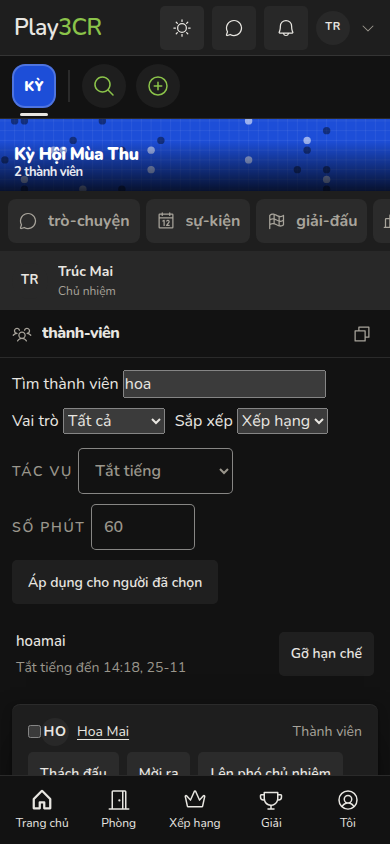 Play3CR
TR
KỲ
Kỳ Hội Mùa Thu
2 thành viên
trò-chuyện
12 sự-kiện
giải-đấu
TR
Trúc Mai
Chủ nhiệm
thành-viên
Tìm thành viên hoa
Vai trò Tất cả Sắp xếp Xếp hạng
TÁC VỤ Tắt tiếng
SỐ PHÚT 60
Áp dụng cho người đã chọn
hoamai
Tắt tiếng đến 14:18, 25-11
Gỡ hạn chế
HO Hoa Mai Thành viên
Thách đấu Mời ra Lên phó chủ nhiệm
Trang chủ Phòng Xếp hạng Giải Tôi